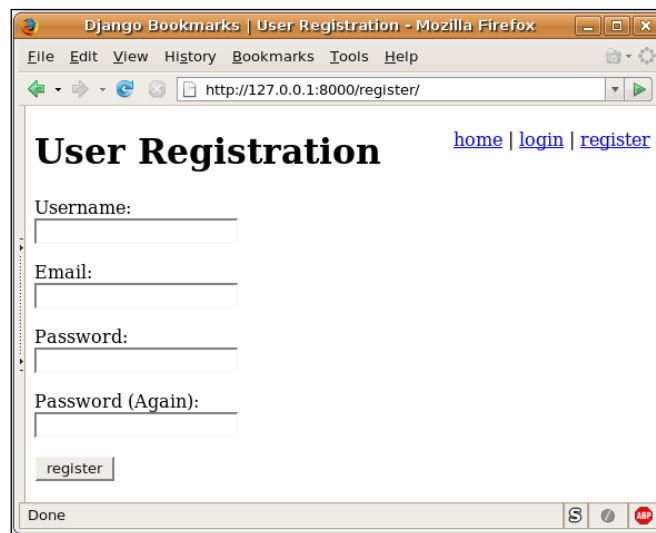 Django Bookmarks | User Registration - Mozilla Firefox
File Edit View History Bookmarks Tools Help
http://127.0.0.1:8000/register/
User Registration
home | login | register
Username:
Email:
Password:
Password (Again):
register
Done
S
ABP